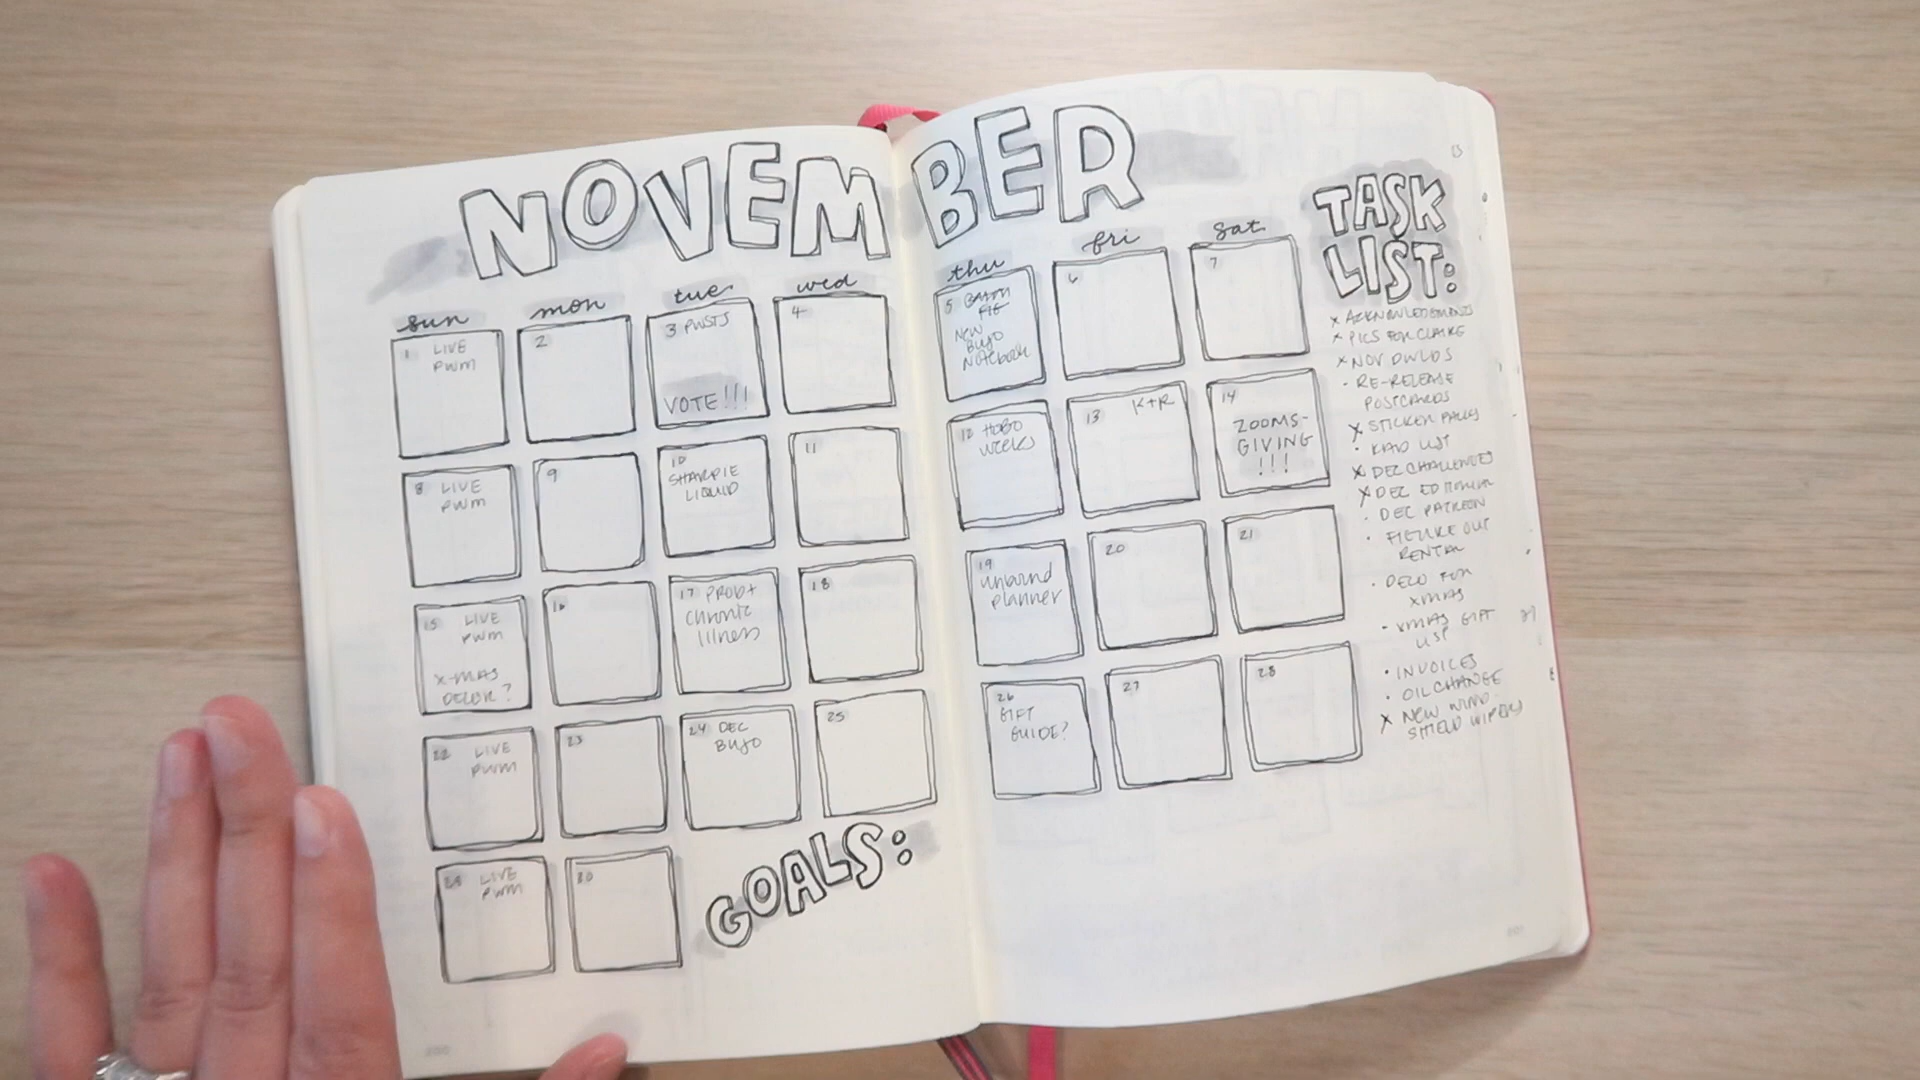 NOVEMBER
sun mon tue wed thu fri sat
1 LIVE
PWM
2
3 POSTS
VOTE!!!
4
5
NEW
BUJO
NOTEBOOK
6
7
8 LIVE
PWM
9
10
SHARPIE
LIQUID
11
12 HOBO
WEEKS
13 K+R
14
ZOOMS-
GIVING
!!!
15 LIVE
PWM
X-MAS
DECOR?
16
17 PROD +
Chronic
Illness
18
19
unbound
planner
20
21
22 LIVE
PWM
23
24 DEC
BUJO
25
26
GIFT
GUIDE?
27
28
29 LIVE
PWM
30
GOALS:
TASK
LIST:
x ACKNOWLEDGMENTS
x PICS FOR CLAIRE
x NOV DWLDS
· RE-RELEASE
POSTCARDS
x STICKER
· LIST
x DEC CHALLENGES
x DEC EDITORIAL
· DEC PATREON
· FIGURE OUT
RENTAL
· DECO FOR
XMAS
· XMAS GIFT
LIST
· INVOICES
· OIL CHANGE
x NEW WIND-
SHIELD WIPERS